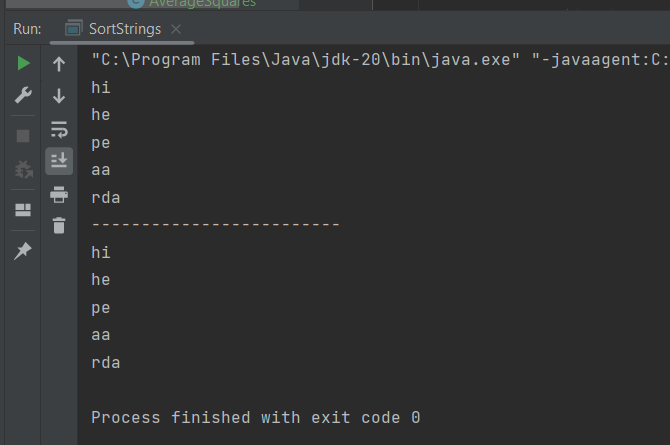 AverageSquares
Run: SortStrings
"C:\Program Files\Java\jdk-20\bin\java.exe" "-javaagent:C:
hi
he
pe
aa
rda
-------------------------
hi
he
pe
aa
rda
Process finished with exit code 0